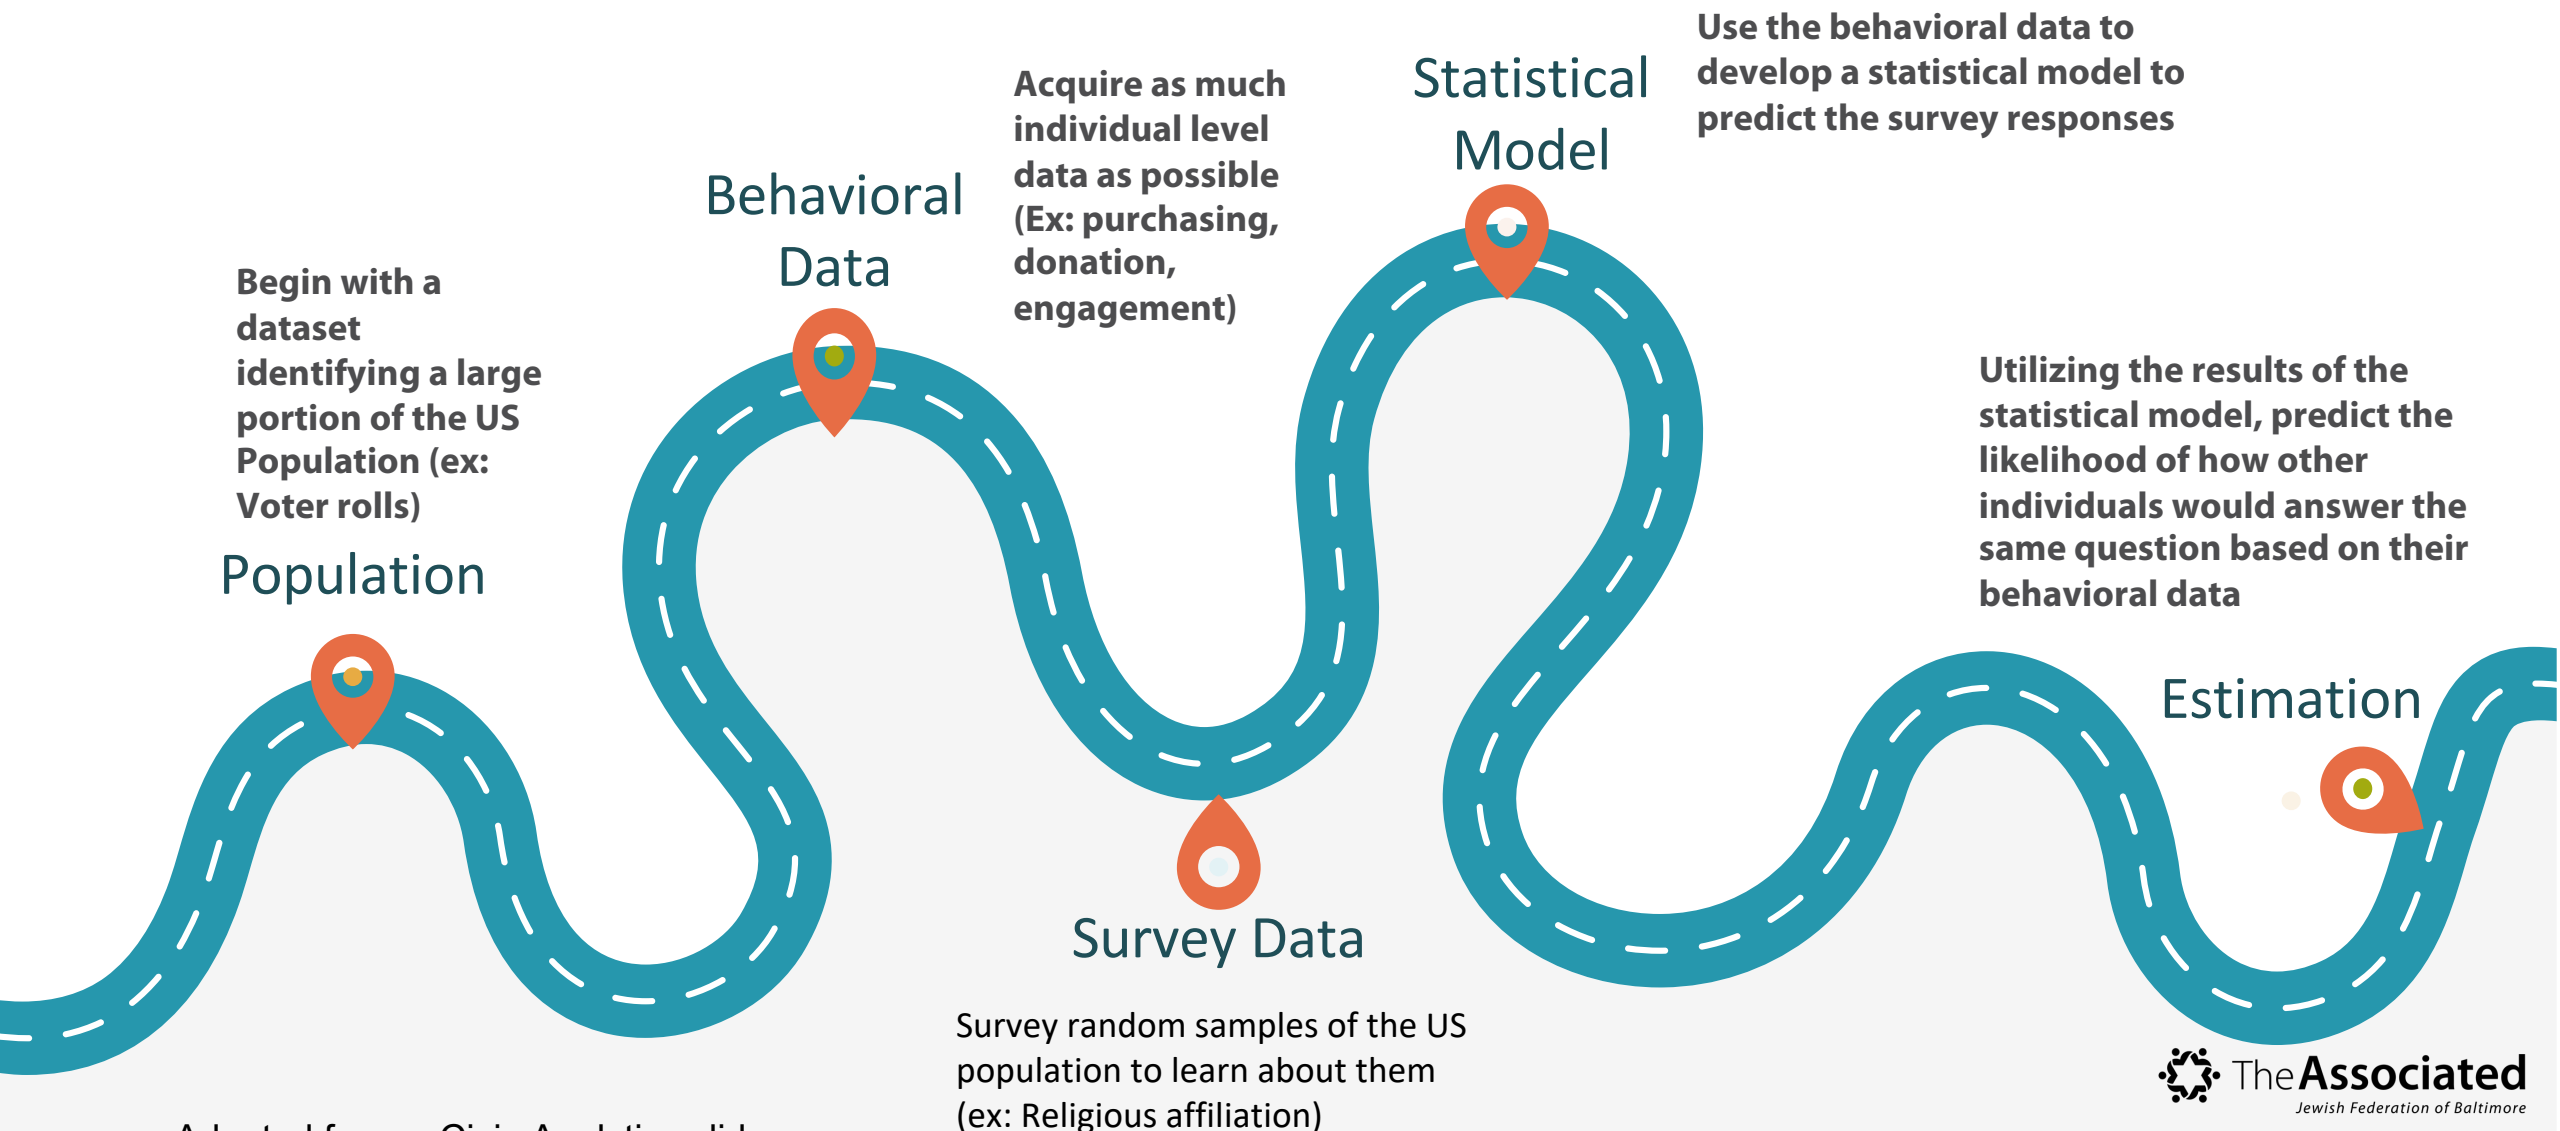 Begin with a
dataset
identifying a large
portion of the US
Population (ex:
Voter rolls)
Population
Behavioral
Data
Acquire as much
individual level
data as possible
(Ex: purchasing,
donation,
engagement)
Survey Data
Survey random samples of the US
population to learn about them
(ex: Religious affiliation)
Statistical
Model
Use the behavioral data to
develop a statistical model to
predict the survey responses
Utilizing the results of the
statistical model, predict the
likelihood of how other
individuals would answer the
same question based on their
behavioral data
Estimation
The Associated
Jewish Federation of Baltimore